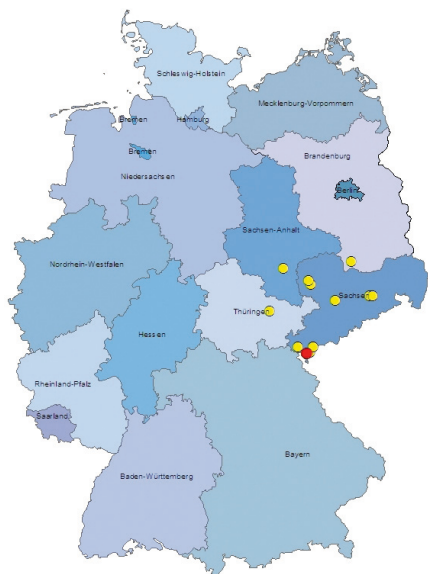 Schleswig-Holstein
Mecklenburg-Vorpommern
Bremen
Hamburg
Bremen
Brandenburg
Niedersachsen
Berlin
Sachsen-Anhalt
Nordrhein-Westfalen
Sachsen
Thüringen
Hessen
Rheinland-Pfalz
Saarland
Bayern
Baden-Württemberg